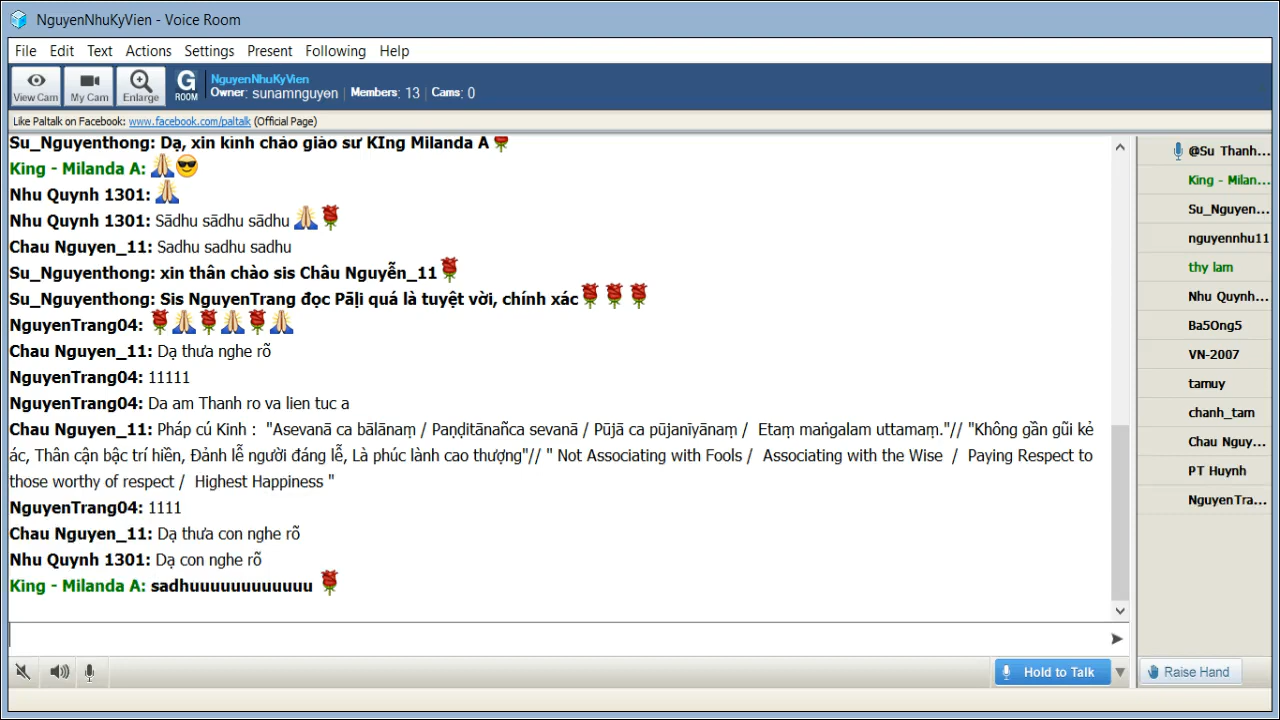 NguyenNhuKyVien - Voice Room
File Edit Text Actions Settings Present Following Help
View Cam My Cam Enlarge G ROOM
NguyenNhuKyVien
Owner: sunamnguyen Members: 13 Cams: 0
Like Paltalk on Facebook: www.facebook.com/paltalk (Official Page)
Su_Nguyenthong: Dạ, xin kính chào giáo sư KIng Milanda A
King - Milanda A:
Nhu Quynh 1301:
Nhu Quynh 1301: Sādhu sādhu sādhu
Chau Nguyen_11: Sadhu sadhu sadhu
Su_Nguyenthong: xin thân chào sis Châu Nguyễn_11
Su_Nguyenthong: Sis NguyenTrang đọc Pāḷi quá là tuyệt vời, chính xác
NguyenTrang04:
Chau Nguyen_11: Dạ thưa nghe rõ
NguyenTrang04: 11111
NguyenTrang04: Da am Thanh ro va lien tuc a
Chau Nguyen_11: Pháp cú Kinh : "Asevanā ca bālānaṃ / Paṇḍitānañca sevanā / Pūjā ca pūjanīyānaṃ / Etaṃ maṅgalam uttamaṃ."// "Không gần gũi kẻ
ác, Thân cận bậc trí hiền, Đảnh lễ người đáng lễ, Là phúc lành cao thượng"// " Not Associating with Fools / Associating with the Wise / Paying Respect to
those worthy of respect / Highest Happiness "
NguyenTrang04: 1111
Chau Nguyen_11: Dạ thưa con nghe rõ
Nhu Quynh 1301: Dạ con nghe rõ
King - Milanda A: sadhuuuuuuuuuuuuu
@Su Thanh...
King - Milan...
Su_Nguyen...
nguyennhu11
thy lam
Nhu Quynh...
Ba5Ong5
VN-2007
tamuy
chanh_tam
Chau Nguy...
PT Huynh
NguyenTra...
Hold to Talk
Raise Hand